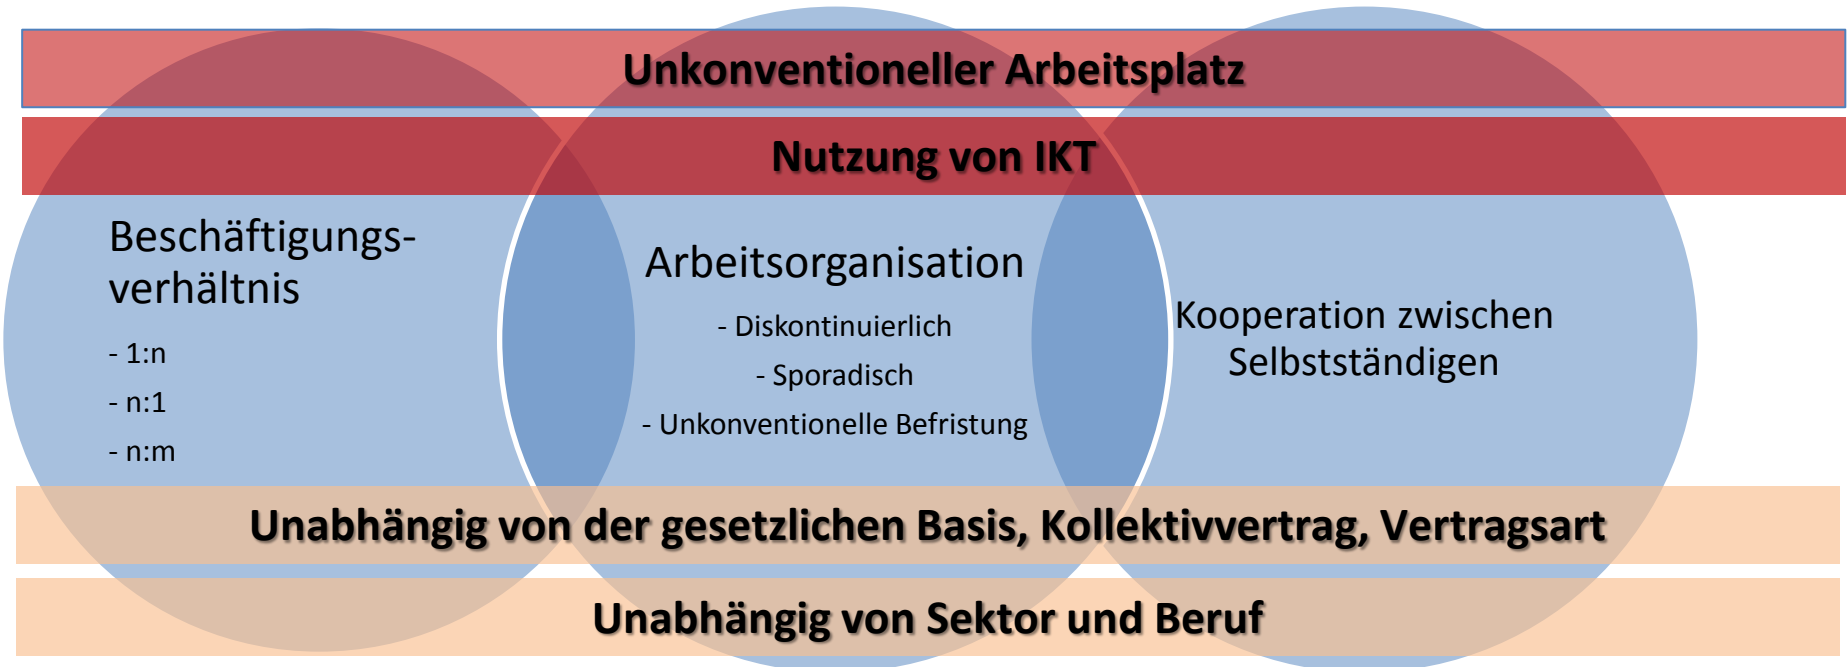 Unkonventioneller Arbeitsplatz
Nutzung von IKT
Beschäftigungs-
verhältnis
- 1:n
- n:1
- n:m
Arbeitsorganisation
- Diskontinuierlich
- Sporadisch
- Unkonventionelle Befristung
Kooperation zwischen
Selbstständigen
Unabhängig von der gesetzlichen Basis, Kollektivvertrag, Vertragsart
Unabhängig von Sektor und Beruf